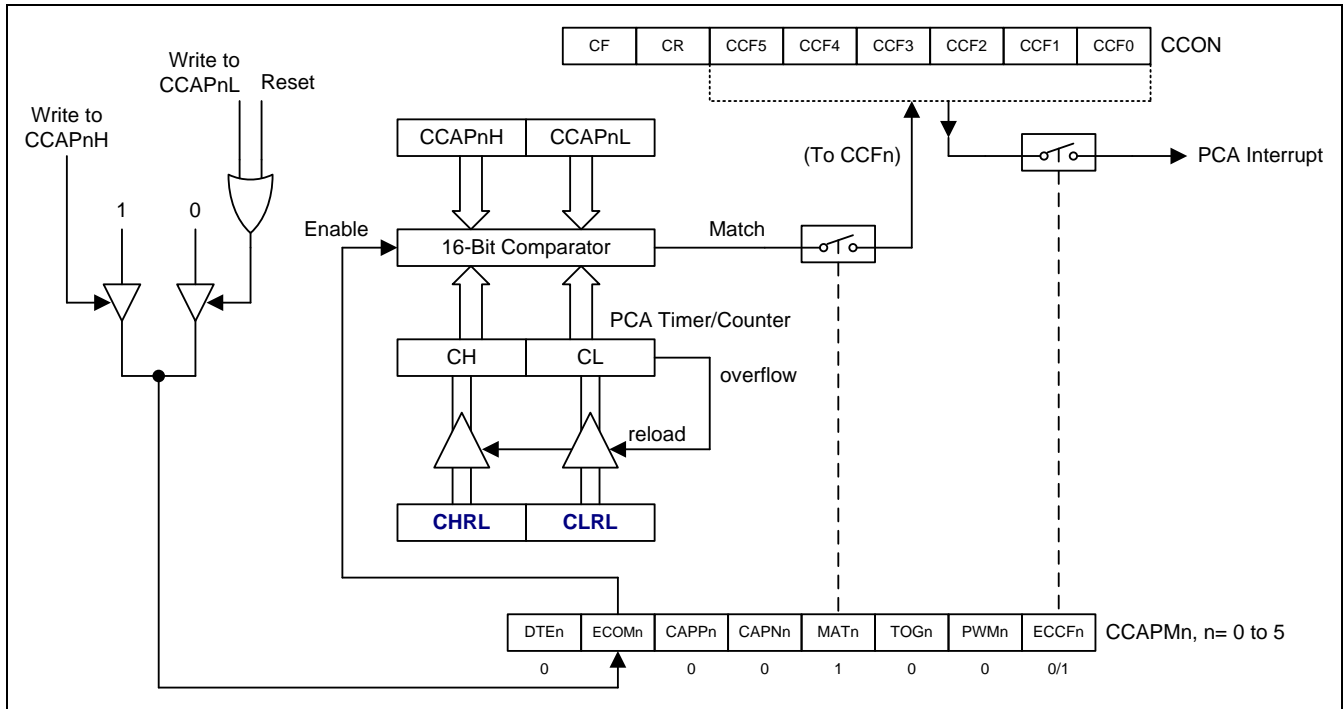 CF CR CCF5 CCF4 CCF3 CCF2 CCF1 CCF0 CCON
Write to
CCAPnL
Reset
Write to
CCAPnH
CCAPnH CCAPnL
(To CCFn)
PCA Interrupt
1 0
Enable
16-Bit Comparator
Match
PCA Timer/Counter
CH CL
overflow
reload
CHRL CLRL
DTEn ECOMn CAPPn CAPNn MATn TOGn PWMn ECCFn CCAPMn, n= 0 to 5
0 0 0 1 0 0 0/1